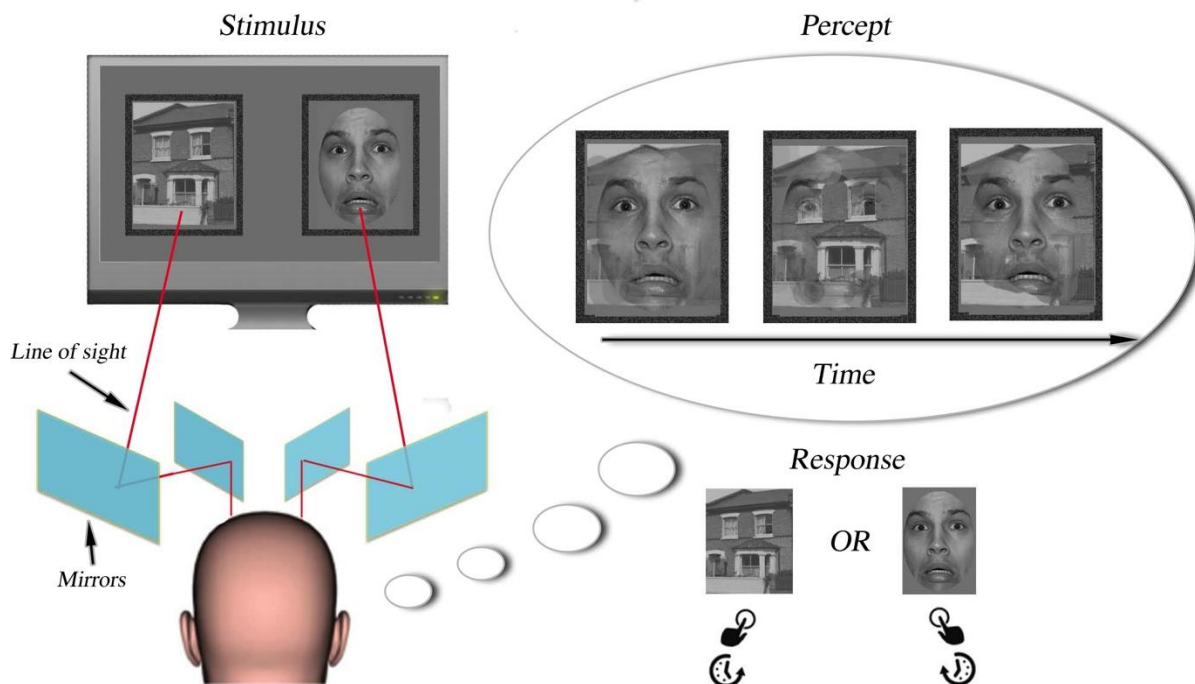 Stimulus
Percept
Line of sight
Time
Response
OR
Mirrors